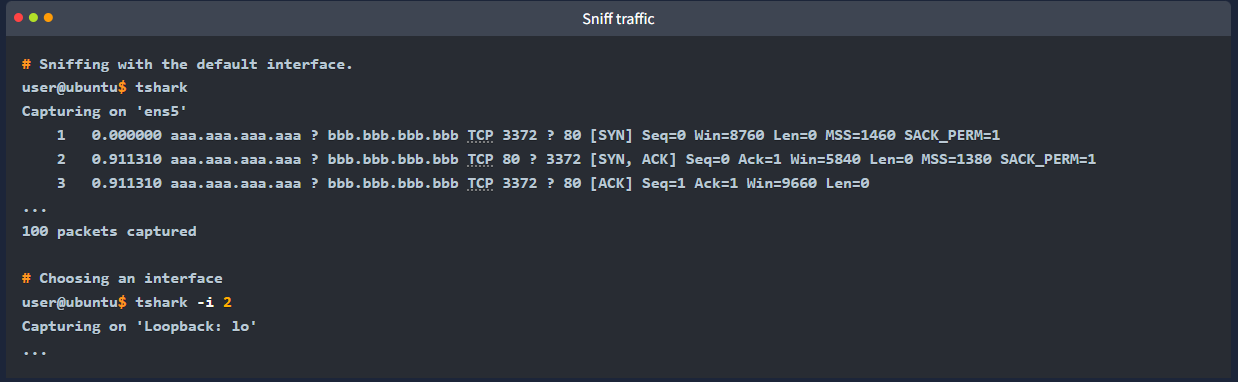 Sniff traffic
# Sniffing with the default interface.
user@ubuntu$ tshark
Capturing on 'ens5'
    1   0.000000 aaa.aaa.aaa.aaa ? bbb.bbb.bbb.bbb TCP 3372 ? 80 [SYN] Seq=0 Win=8760 Len=0 MSS=1460 SACK_PERM=1
    2   0.911310 aaa.aaa.aaa.aaa ? bbb.bbb.bbb.bbb TCP 80 ? 3372 [SYN, ACK] Seq=0 Ack=1 Win=5840 Len=0 MSS=1380 SACK_PERM=1
    3   0.911310 aaa.aaa.aaa.aaa ? bbb.bbb.bbb.bbb TCP 3372 ? 80 [ACK] Seq=1 Ack=1 Win=9660 Len=0
...
100 packets captured
# Choosing an interface
user@ubuntu$ tshark -i 2
Capturing on 'Loopback: lo'
...